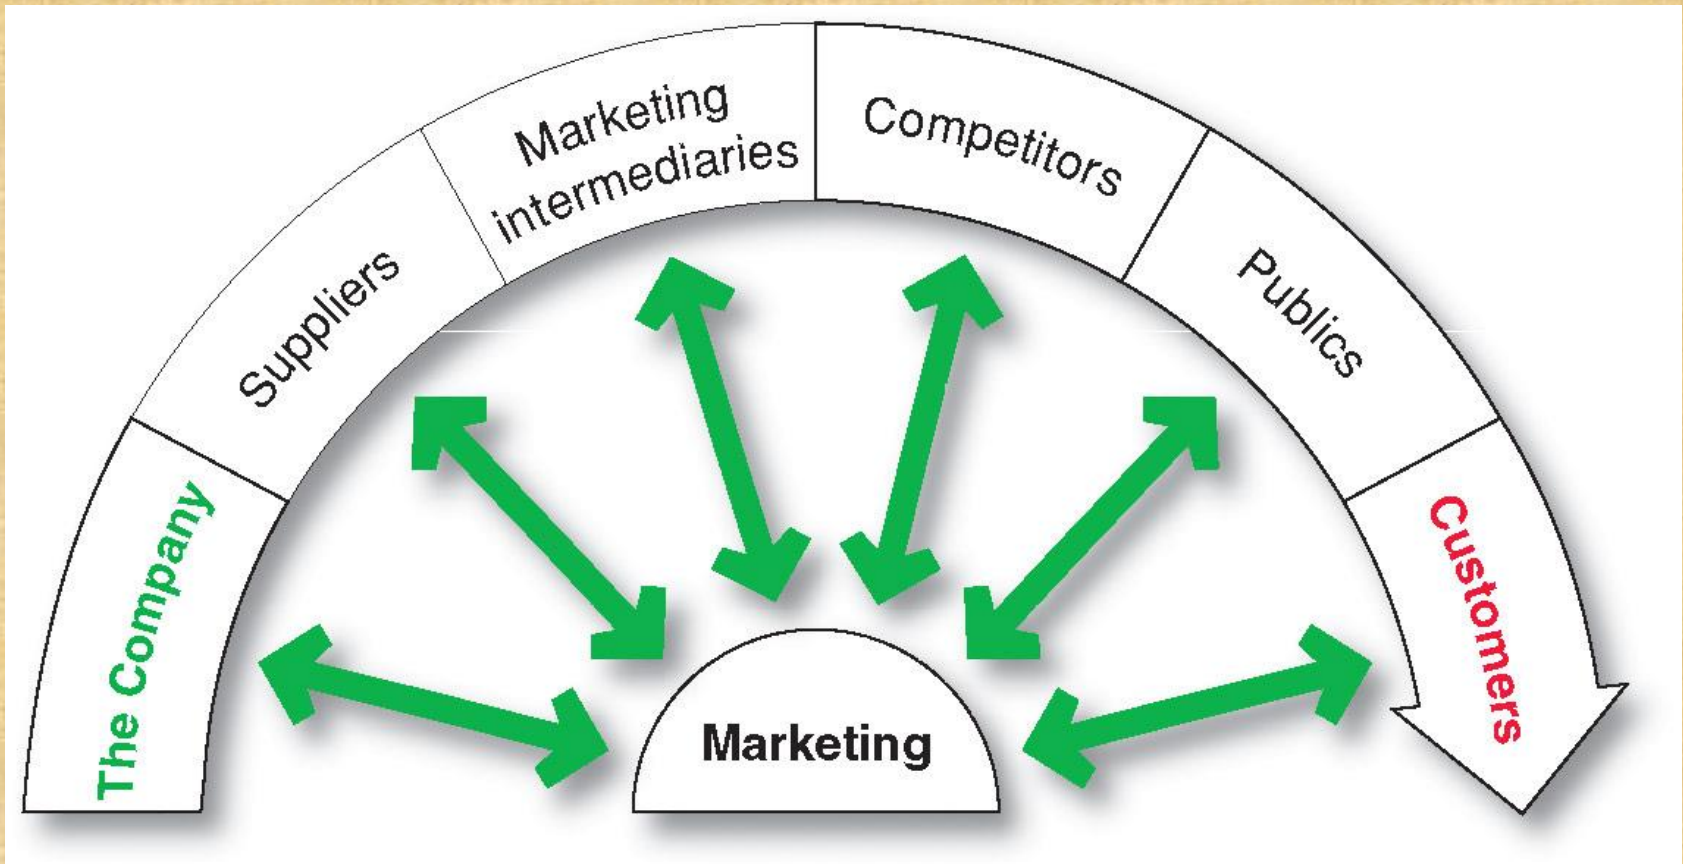 The Company
Suppliers
Marketing
intermediaries
Competitors
Publics
Customers
Marketing